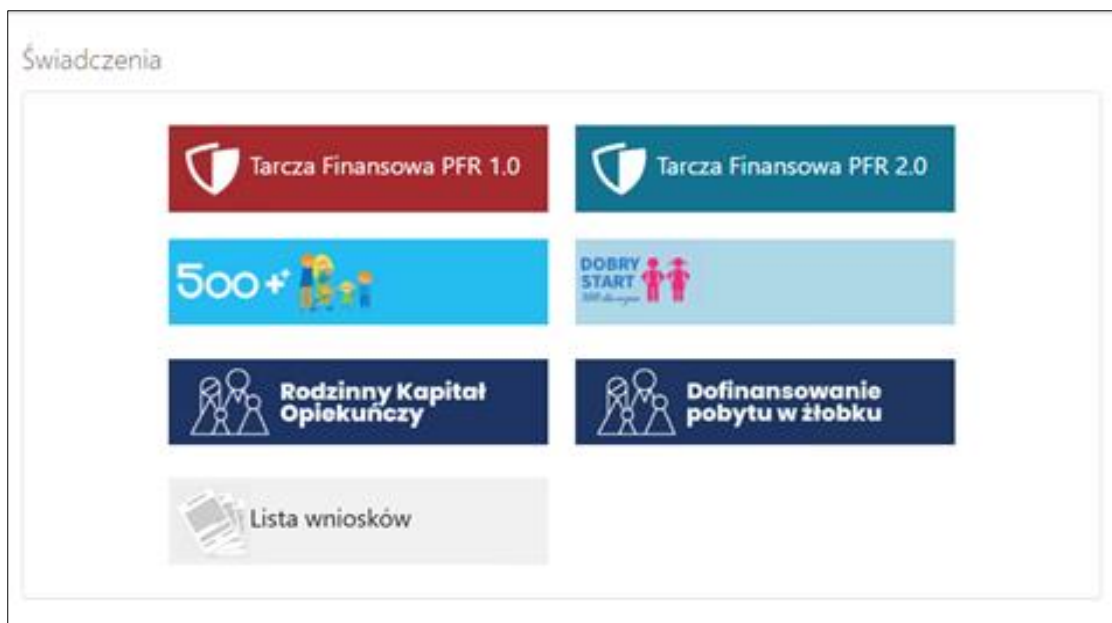 Świadczenia
Tarcza Finansowa PFR 1.0
Tarcza Finansowa PFR 2.0
500+
DOBRY
START
Rodzinny Kapitał
Opiekuńczy
Dofinansowanie
pobytu w żłobku
Lista wniosków